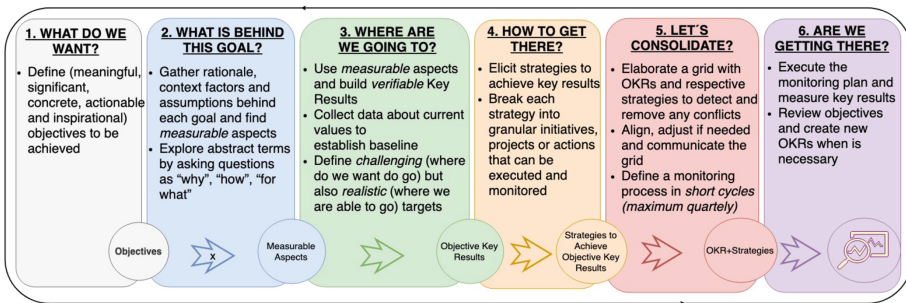 1. WHAT DO WE
WANT?
• Define (meaningful,
significant,
concrete, actionable
and inspirational)
objectives to be
achieved
Objectives
2. WHAT IS BEHIND
THIS GOAL?
• Gather rationale,
context factors and
assumptions behind
each goal and find
measurable aspects
• Explore abstract terms
by asking questions
as “why”, “how”, “for
what”
X
Measurable
Aspects
3. WHERE ARE
WE GOING TO?
• Use measurable aspects
and build verifiable Key
Results
• Collect data about current
values to
establish baseline
• Define challenging (where
do we want do go) but
also realistic (where we
are able to go) targets
Objective Key
Results
4. HOW TO GET
THERE?
• Elicit strategies to
achieve key results
• Break each
strategy into
granular initiatives,
projects or actions
that can be
executed and
monitored
Strategies to
Achieve
Objective Key
Results
5. LET´S
CONSOLIDATE?
• Elaborate a grid with
OKRs and respective
strategies to detect and
remove any conflicts
• Align, adjust if needed
and communicate the
grid
• Define a monitoring
process in short cycles
(maximum quartely)
OKR+Strategies
6. ARE WE
GETTING THERE?
• Execute the
monitoring plan and
measure key results
• Review objectives
and create new
OKRs when is
necessary